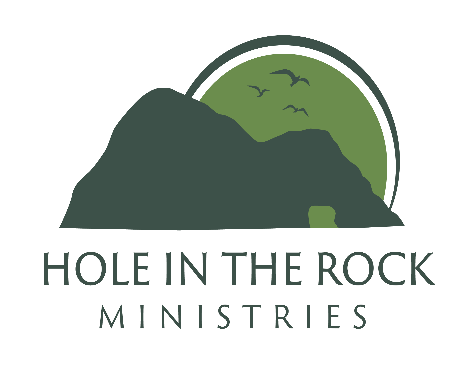 HOLE IN THE ROCK
MINISTRIES